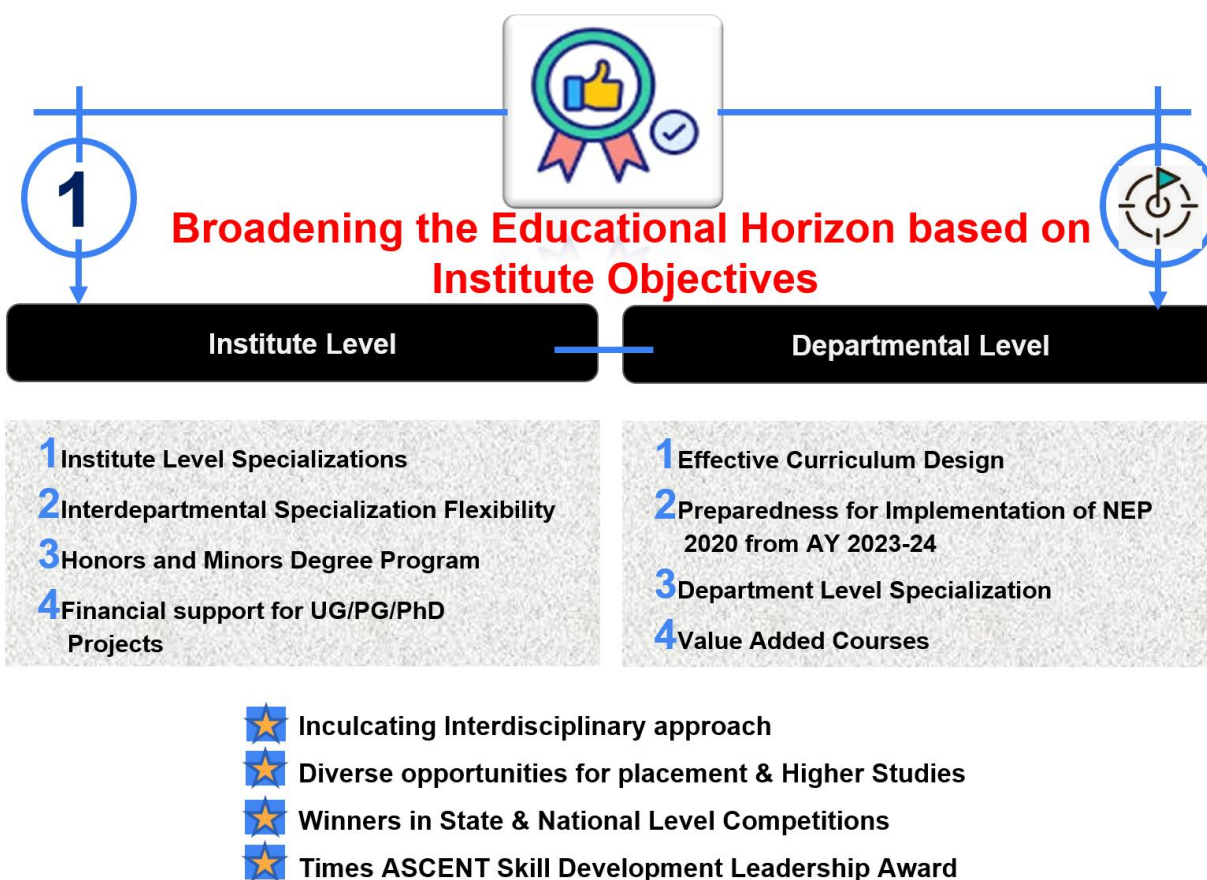 1
Broadening the Educational Horizon based on
Institute Objectives
Institute Level
Departmental Level
1 Institute Level Specializations
2 Interdepartmental Specialization Flexibility
3 Honors and Minors Degree Program
4 Financial support for UG/PG/PhD
Projects
1 Effective Curriculum Design
2 Preparedness for Implementation of NEP
2020 from AY 2023-24
3 Department Level Specialization
4 Value Added Courses
Inculcating Interdisciplinary approach
Diverse opportunities for placement & Higher Studies
Winners in State & National Level Competitions
Times ASCENT Skill Development Leadership Award